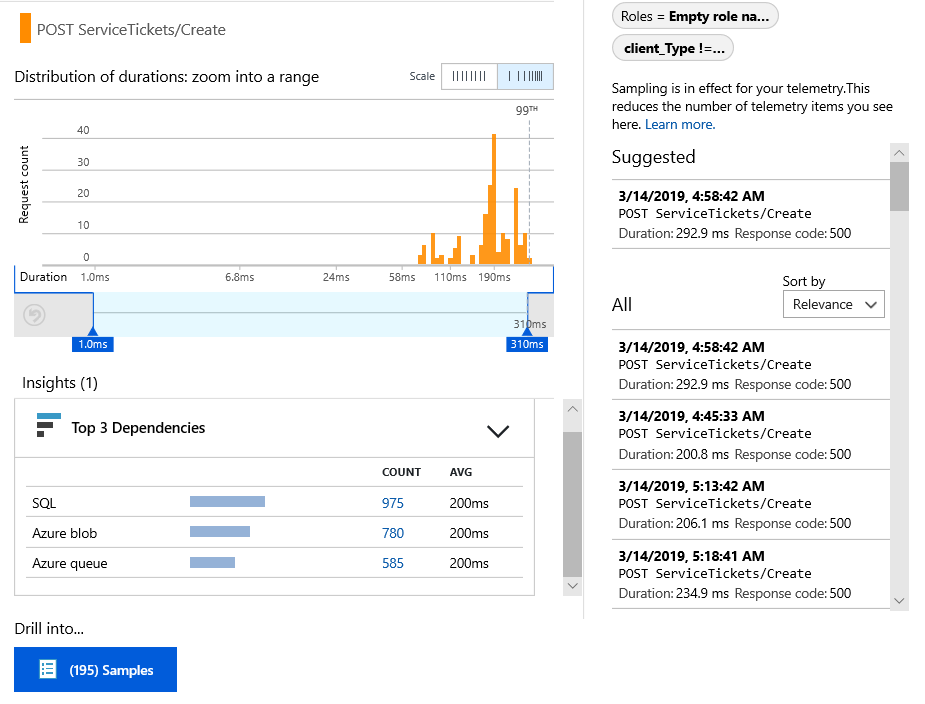 POST ServiceTickets/Create
Distribution of durations: zoom into a range
Scale
99TH
Request count
40
30
20
10
0
Duration
1.0ms
6.8ms
24ms
58ms
110ms
190ms
310ms
1.0ms
310ms
Insights (1)
Top 3 Dependencies
COUNT AVG
SQL 975 200ms
Azure blob 780 200ms
Azure queue 585 200ms
Drill into...
(195) Samples
Roles = Empty role na...
client_Type !=...
Sampling is in effect for your telemetry.This
reduces the number of telemetry items you see
here. Learn more.
Suggested
3/14/2019, 4:58:42 AM
POST ServiceTickets/Create
Duration: 292.9 ms Response code: 500
Sort by
All
Relevance
3/14/2019, 4:58:42 AM
POST ServiceTickets/Create
Duration: 292.9 ms Response code: 500
3/14/2019, 4:45:33 AM
POST ServiceTickets/Create
Duration: 200.8 ms Response code: 500
3/14/2019, 5:13:42 AM
POST ServiceTickets/Create
Duration: 206.1 ms Response code: 500
3/14/2019, 5:18:41 AM
POST ServiceTickets/Create
Duration: 234.9 ms Response code: 500